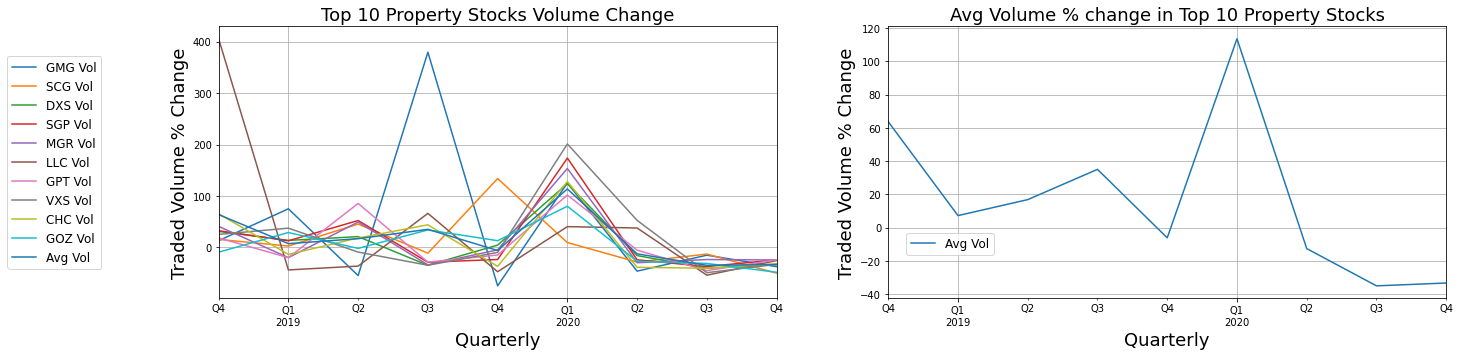 GMG Vol
SCG Vol
DXS Vol
SGP Vol
MGR Vol
LLC Vol
GPT Vol
VXS Vol
CHC Vol
GOZ Vol
Avg Vol
Top 10 Property Stocks Volume Change
Traded Volume % Change
400
300
200
100
0
Q4 Q1 Q2 Q3 Q4 Q1 Q2 Q3 Q4
2019 2020
Quarterly
Avg Volume % change in Top 10 Property Stocks
Traded Volume % Change
120
100
80
60
40
20
0
−20
−40
Avg Vol
Q4 Q1 Q2 Q3 Q4 Q1 Q2 Q3 Q4
2019 2020
Quarterly